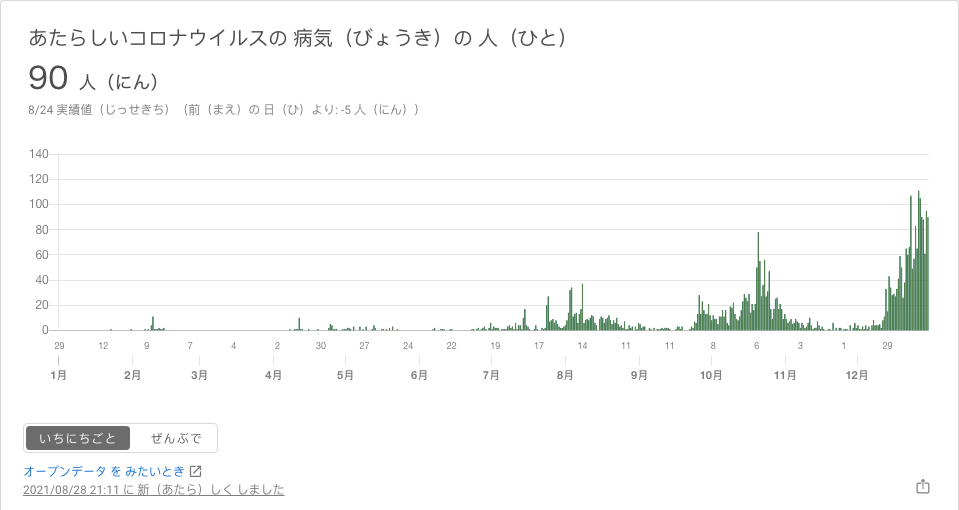 あたらしいコロナウイルスの 病気（びょうき）の 人（ひと）
90 人（にん）
8/24 実績値（じっせきち）（前（まえ）の 日（ひ）より: -5 人（にん））
140
120
100
80
60
40
20
0
29 12 9 7 4 2 30 27 24 22 19 17 14 11 11 8 6 3 1 29
1月 2月 3月 4月 5月 6月 7月 8月 9月 10月 11月 12月
いちにちごと ぜんぶで
オープンデータ を みたいとき
2021/08/28 21:11 に 新（あたら）しく しました